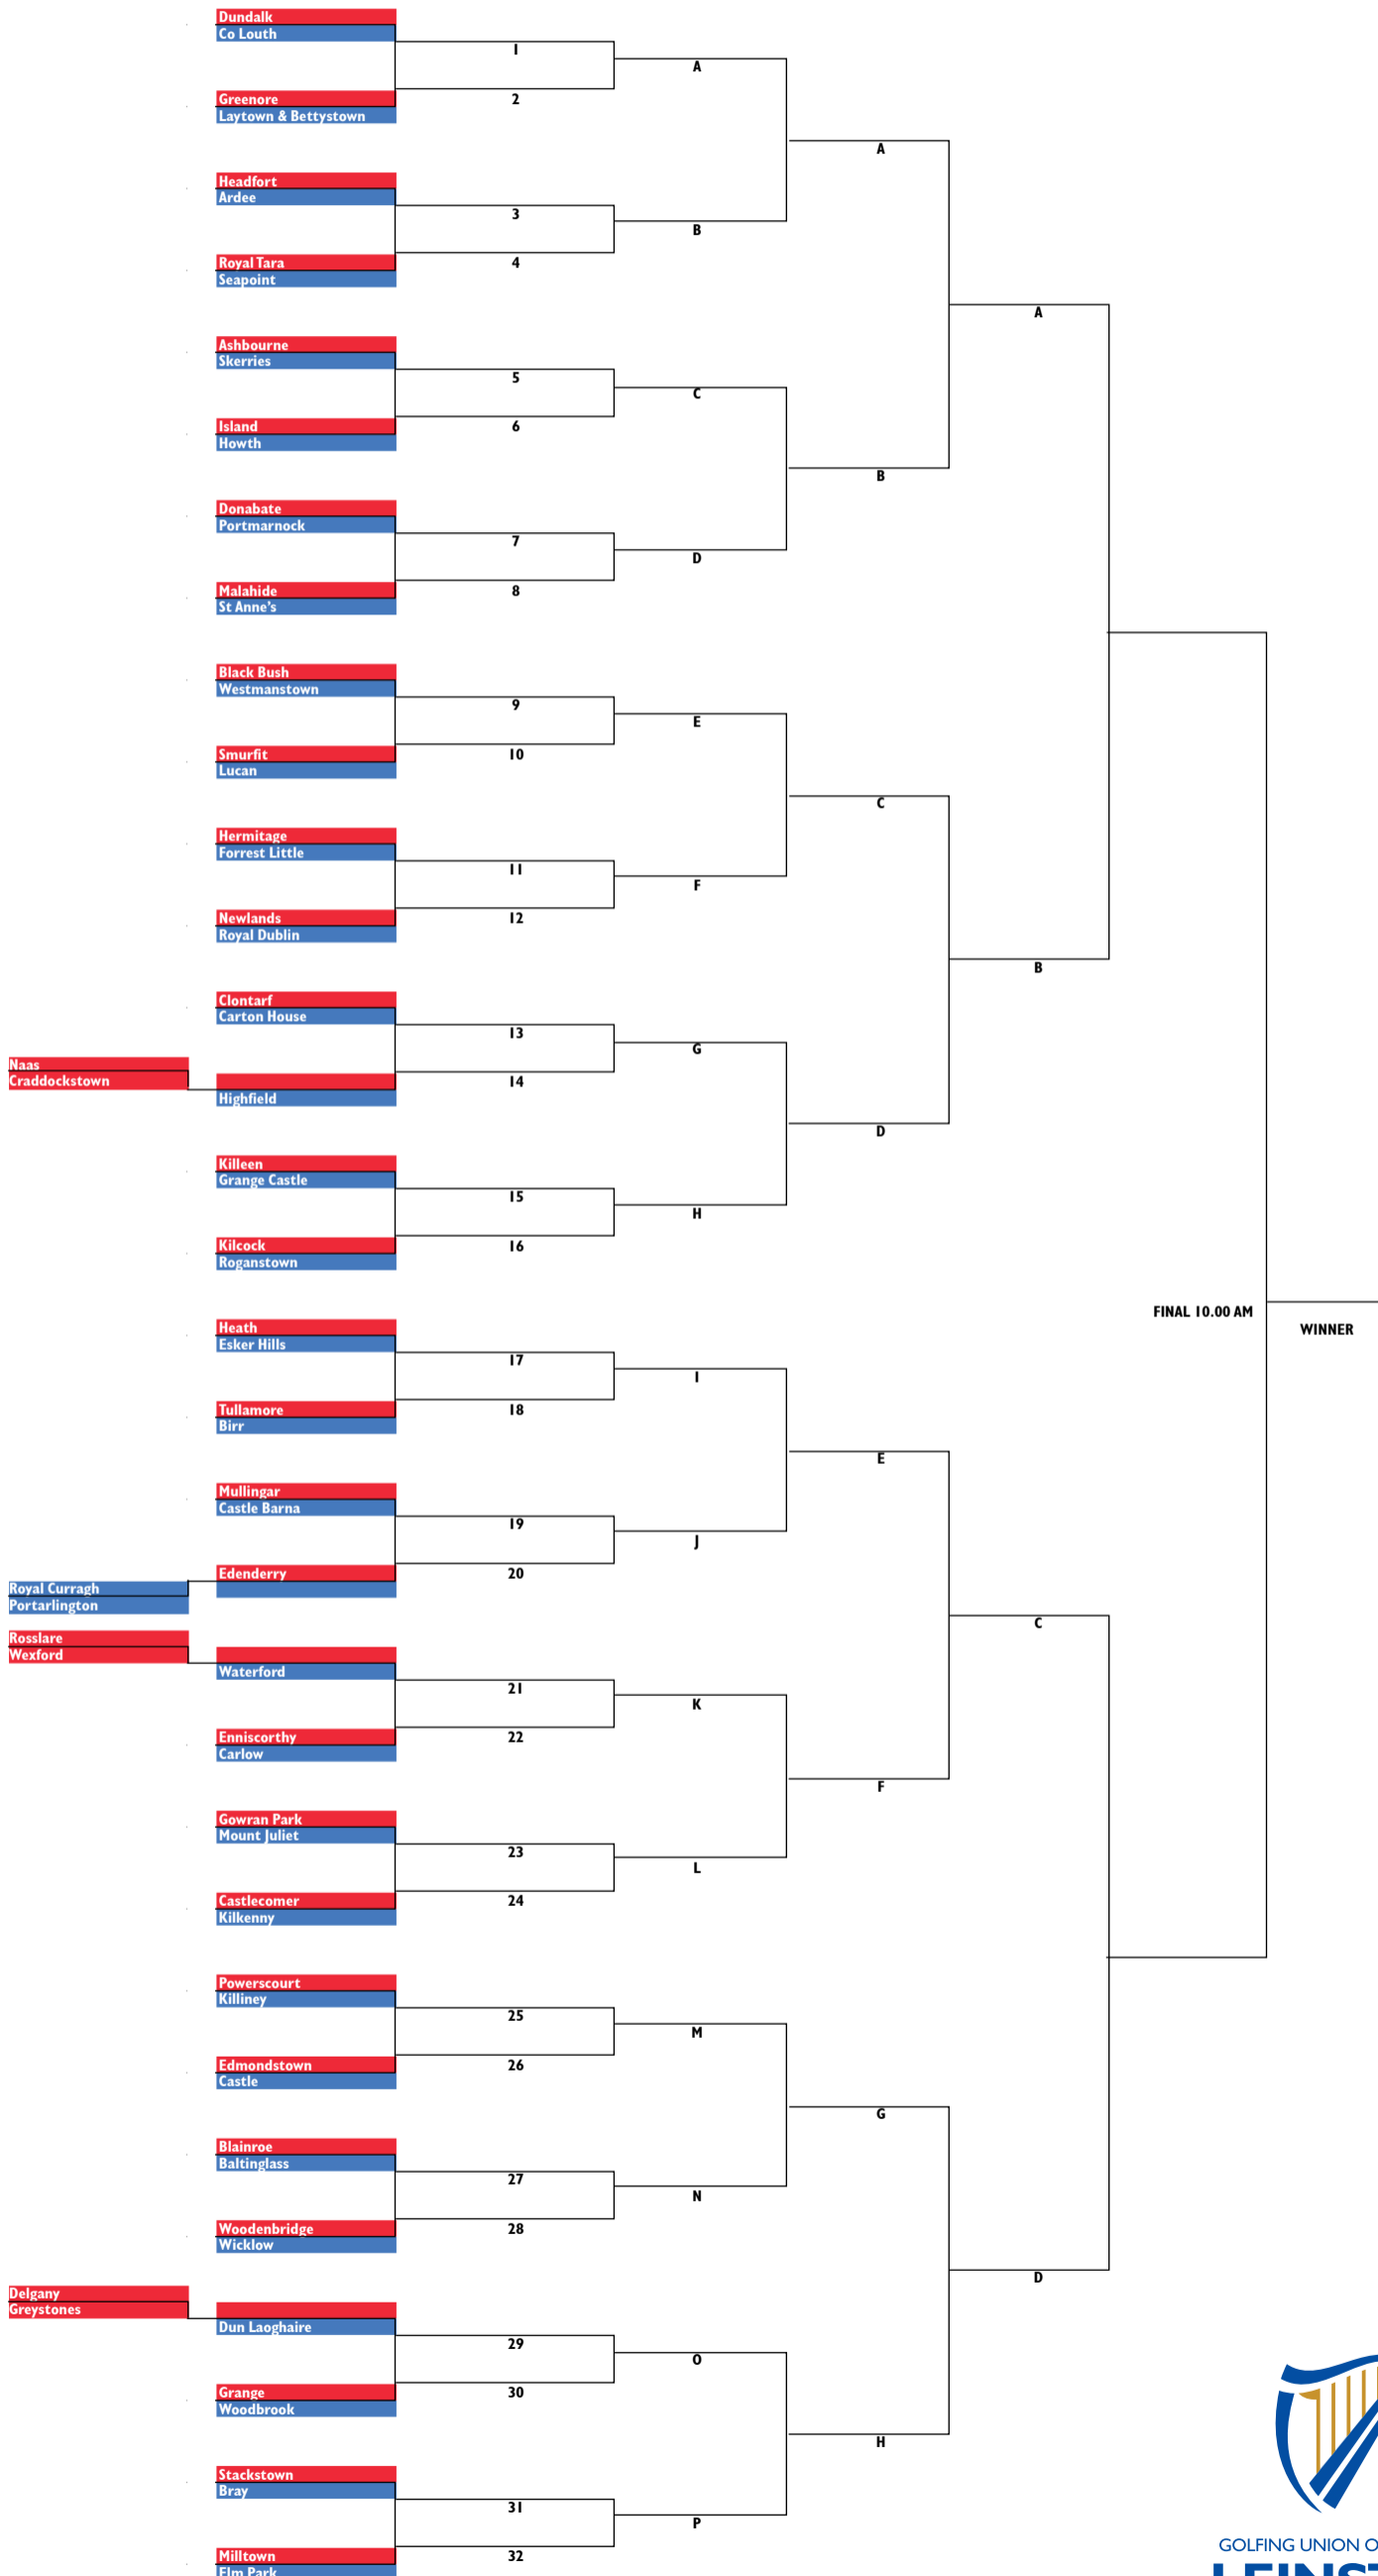 Dundalk
Co Louth
1
A
Greenore
2
Laytown & Bettystown
A
Headfort
Ardee
3
B
Royal Tara
4
Seapoint
A
Ashbourne
Skerries
5
C
Island
6
Howth
B
Donabate
Portmarnock
7
D
Malahide
8
St Anne's
Black Bush
Westmanstown
9
E
Smurfit
10
Lucan
C
Hermitage
Forrest Little
11
F
Newlands
12
Royal Dublin
B
Clontarf
Carton House
13
G
Naas
Craddockstown
14
Highfield
D
Killeen
Grange Castle
15
H
Kilcock
16
Roganstown
FINAL 10.00 AM
WINNER
Heath
Esker Hills
17
I
Tullamore
18
Birr
E
Mullingar
Castle Barna
19
J
Edenderry
20
Royal Curragh
Portarlington
C
Rosslare
Wexford
Waterford
21
K
Enniscorthy
22
Carlow
F
Gowran Park
Mount Juliet
23
L
Castlecomer
24
Kilkenny
Powerscourt
Killiney
25
M
Edmondstown
26
Castle
G
Blainroe
Baltinglass
27
N
Woodenbridge
28
Wicklow
D
Delgany
Greystones
Dun Laoghaire
29
O
Grange
30
Woodbrook
H
Stackstown
Bray
31
P
Milltown
32
Elm Park
GOLFING UNION O
LEINST